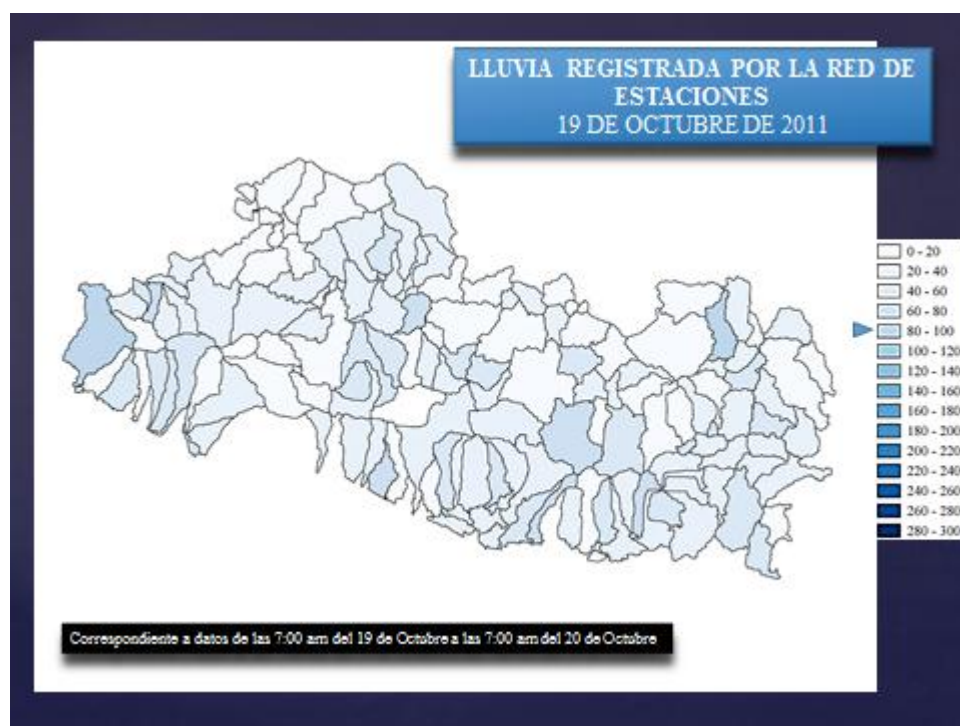 LLUVIA REGISTRADA POR LA RED DE
ESTACIONES
19 DE OCTUBRE DE 2011
0 - 20
20 - 40
40 - 60
60 - 80
80 - 100
100 - 120
120 - 140
140 - 160
160 - 180
180 - 200
200 - 220
220 - 240
240 - 260
260 - 280
280 - 300
Correspondiente a datos de las 7:00 am del 19 de Octubre a las 7:00 am del 20 de Octubre